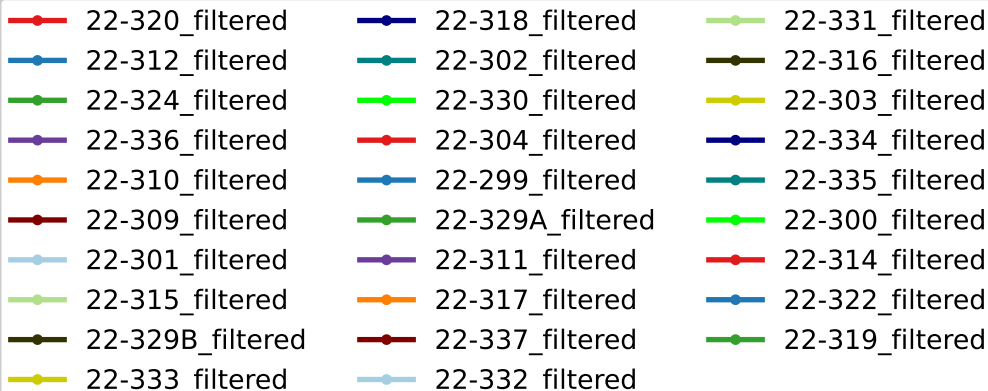 22-320_filtered 22-318_filtered 22-331_filtered
22-312_filtered 22-302_filtered 22-316_filtered
22-324_filtered 22-330_filtered 22-303_filtered
22-336_filtered 22-304_filtered 22-334_filtered
22-310_filtered 22-299_filtered 22-335_filtered
22-309_filtered 22-329A_filtered 22-300_filtered
22-301_filtered 22-311_filtered 22-314_filtered
22-315_filtered 22-317_filtered 22-322_filtered
22-329B_filtered 22-337_filtered 22-319_filtered
22-333_filtered 22-332_filtered